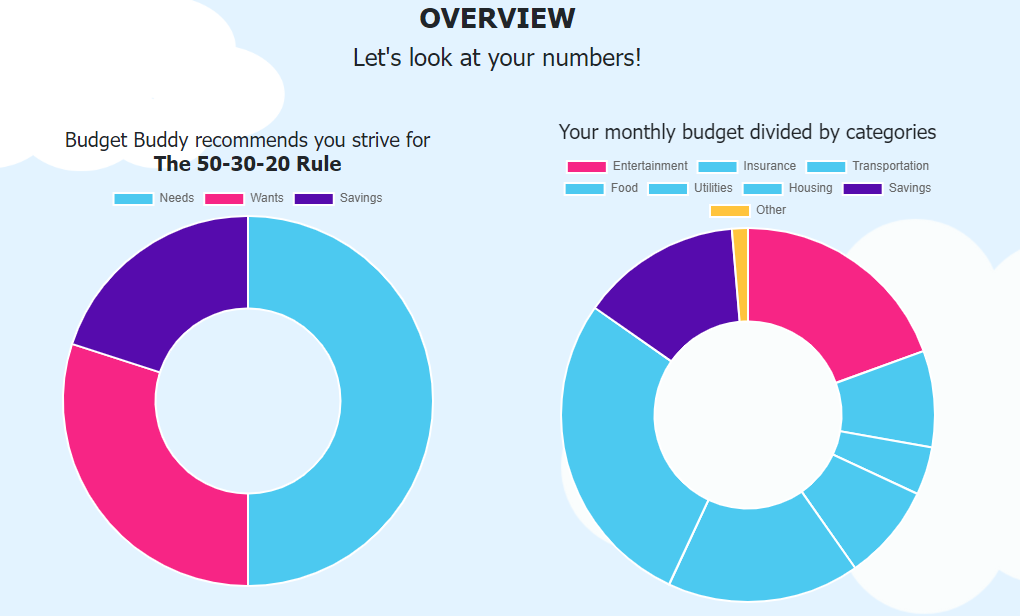 OVERVIEW
Let's look at your numbers!
Budget Buddy recommends you strive for
The 50-30-20 Rule
Needs Wants Savings
Your monthly budget divided by categories
Entertainment Insurance Transportation
Food Utilities Housing Savings
Other